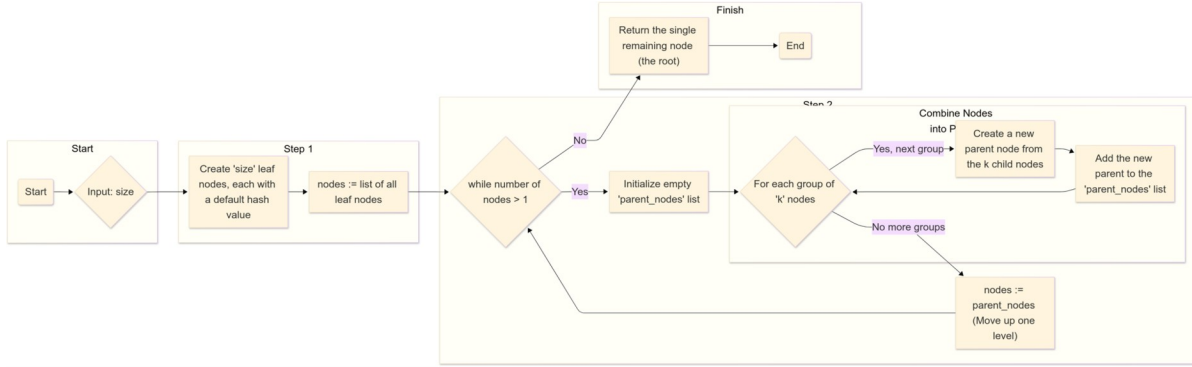 Finish
Return the single
remaining node
(the root)
End
Step 2
Combine Nodes
into P
Start
Start
Input: size
Step 1
Create 'size' leaf
nodes, each with
a default hash
value
nodes := list of all
leaf nodes
while number of
nodes > 1
No
Yes
Initialize empty
'parent_nodes' list
For each group of
'k' nodes
Yes, next group
Create a new
parent node from
the k child nodes
Add the new
parent to the
'parent_nodes' list
No more groups
nodes :=
parent_nodes
(Move up one
level)